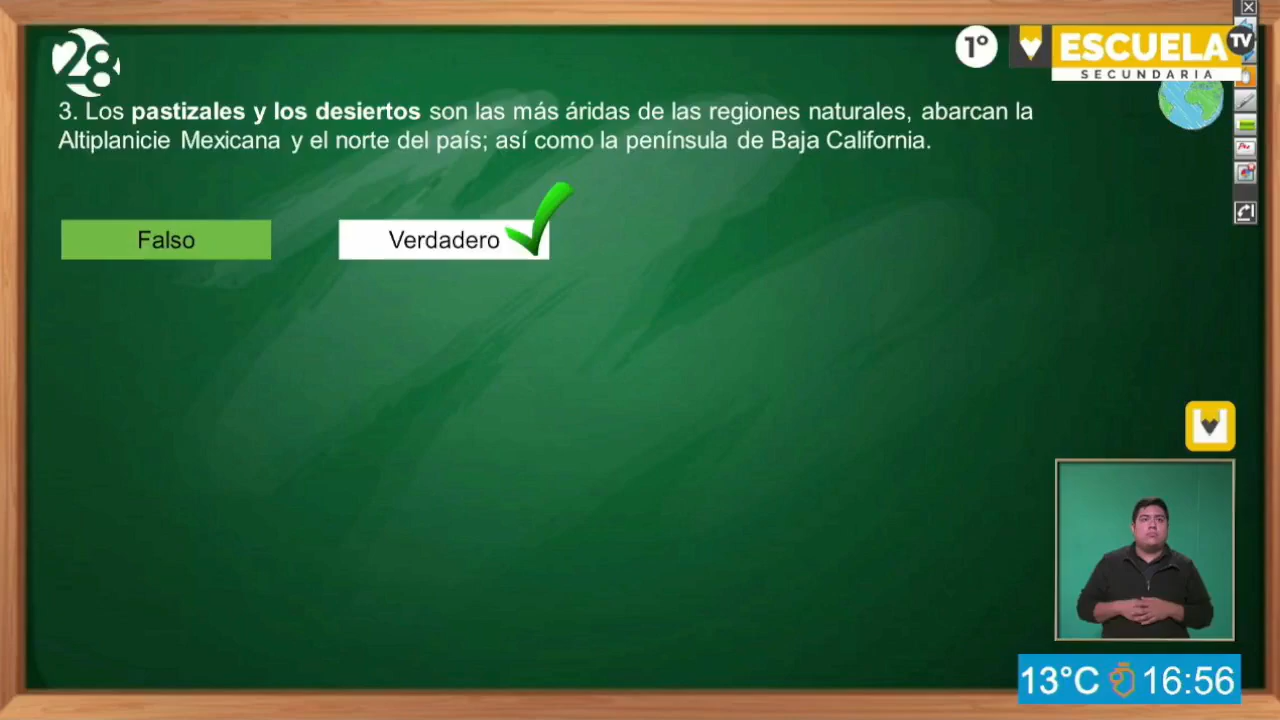 28
1°
ESCUELA TV
SECUNDARIA
3. Los pastizales y los desiertos son las más áridas de las regiones naturales, abarcan la
Altiplanicie Mexicana y el norte del país; así como la península de Baja California.
Falso
Verdadero
13°C 16:56